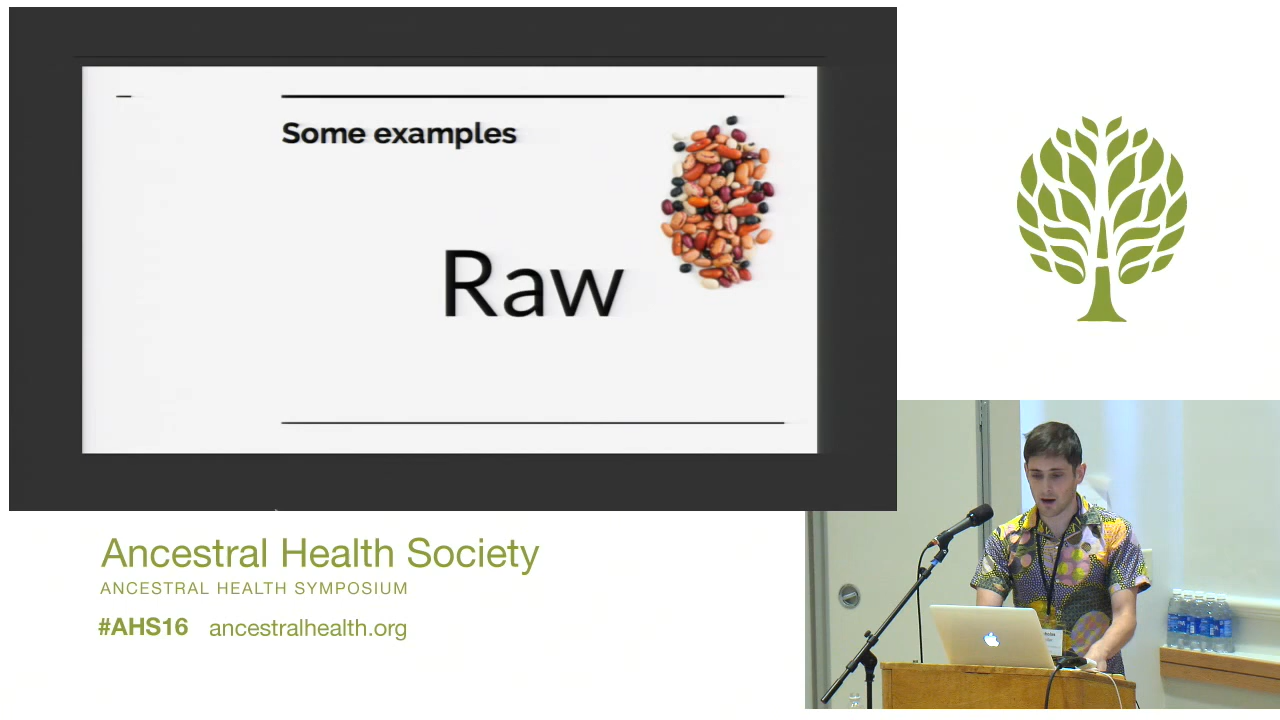 Some examples
Raw
Ancestral Health Society
ANCESTRAL HEALTH SYMPOSIUM
#AHS16 ancestralhealth.org